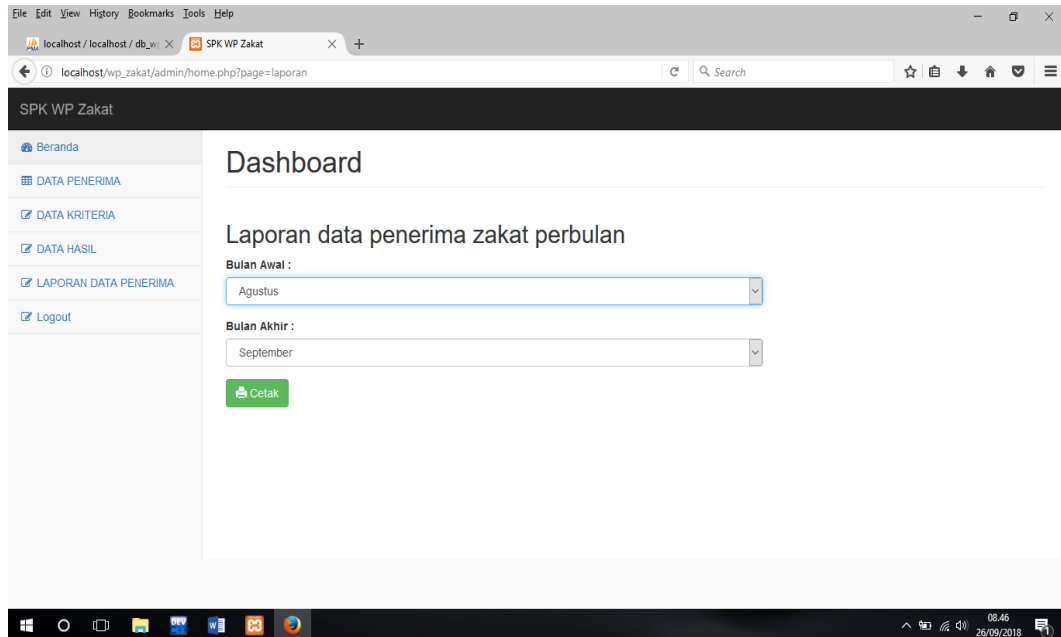 File Edit View History Bookmarks Tools Help
localhost / localhost / db_w
SPK WP Zakat
localhost/wp_zakat/admin/home.php?page=laporan
Search
SPK WP Zakat
Beranda
DATA PENERIMA
DATA KRITERIA
DATA HASIL
LAPORAN DATA PENERIMA
Logout
Dashboard
Laporan data penerima zakat perbulan
Bulan Awal :
Agustus
Bulan Akhir :
September
Cetak
DEV
08.46
26/09/2018